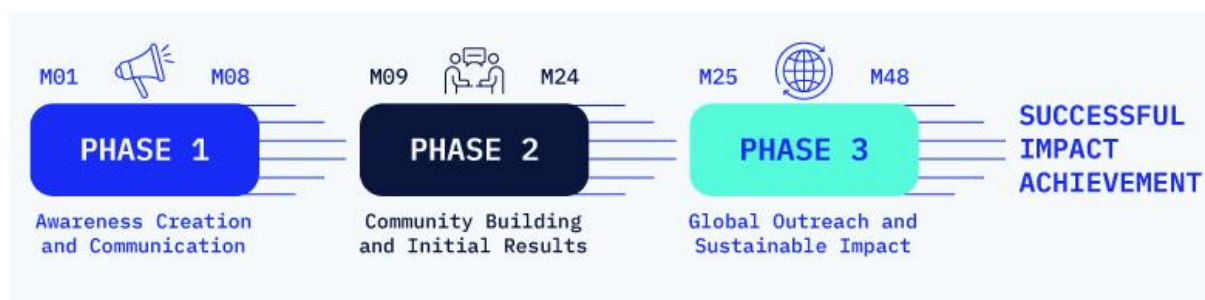 M01 M08
PHASE 1
Awareness Creation
and Communication
M09 M24
PHASE 2
Community Building
and Initial Results
M25 M48
PHASE 3
Global Outreach and
Sustainable Impact
SUCCESSFUL
IMPACT
ACHIEVEMENT